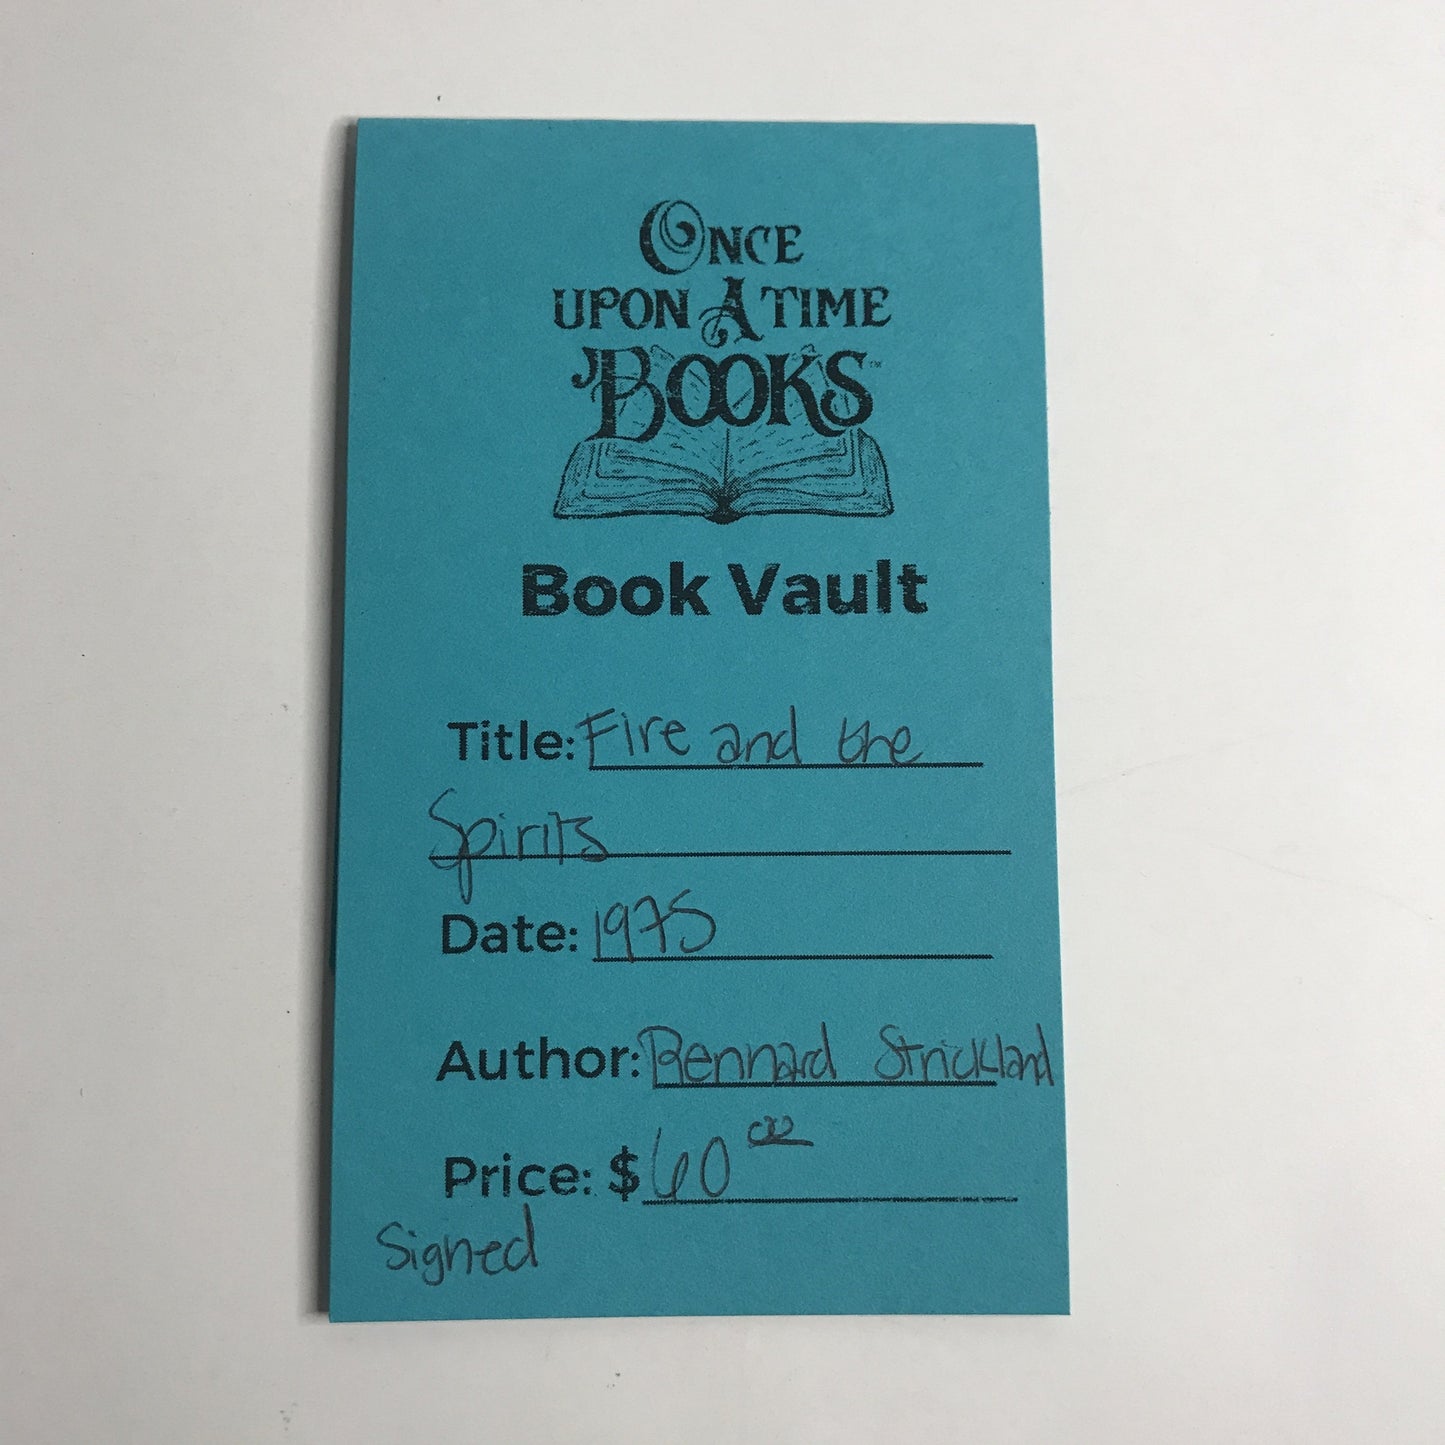 ONCE
UPON A TIME
BOOKS™
Book Vault
Title: Fire and the
Spirits
Date: 1975
Author: Rennard Strickland
Price: $60 00
Signed